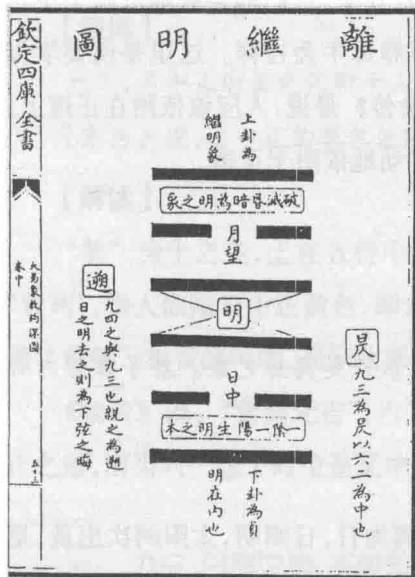 離繼明圖
上卦為
繼明象
破滅昏暗為明之象
月望
明
日中
一陰一陽生明之本
下卦為貞
明在內也
昃
九三為昃以六二為中也
遡
九四之與九三也親之為遡
日之明去之則為下弦之晦
欽定四庫全書
大易象數鈎深圖
卷中